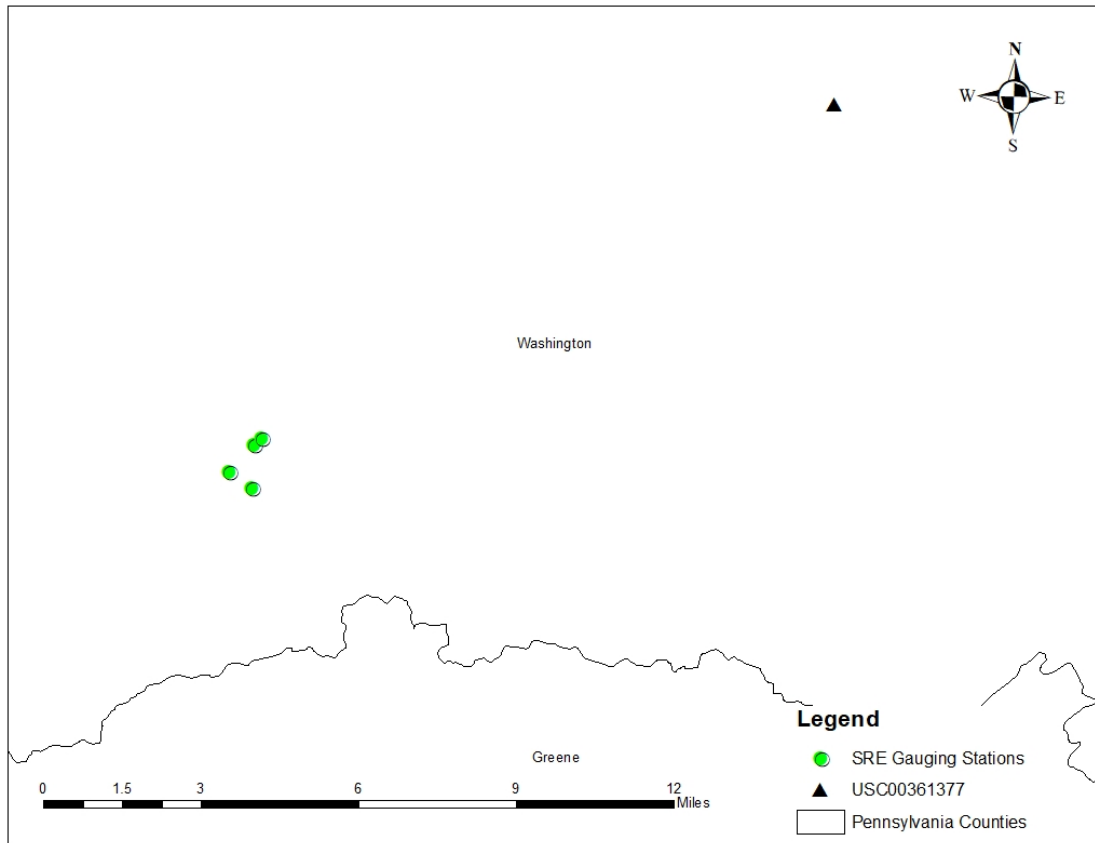 N
W E
S
Washington
Greene
0 1.5 3 6 9 12
Miles
Legend
SRE Gauging Stations
USC00361377
Pennsylvania Counties